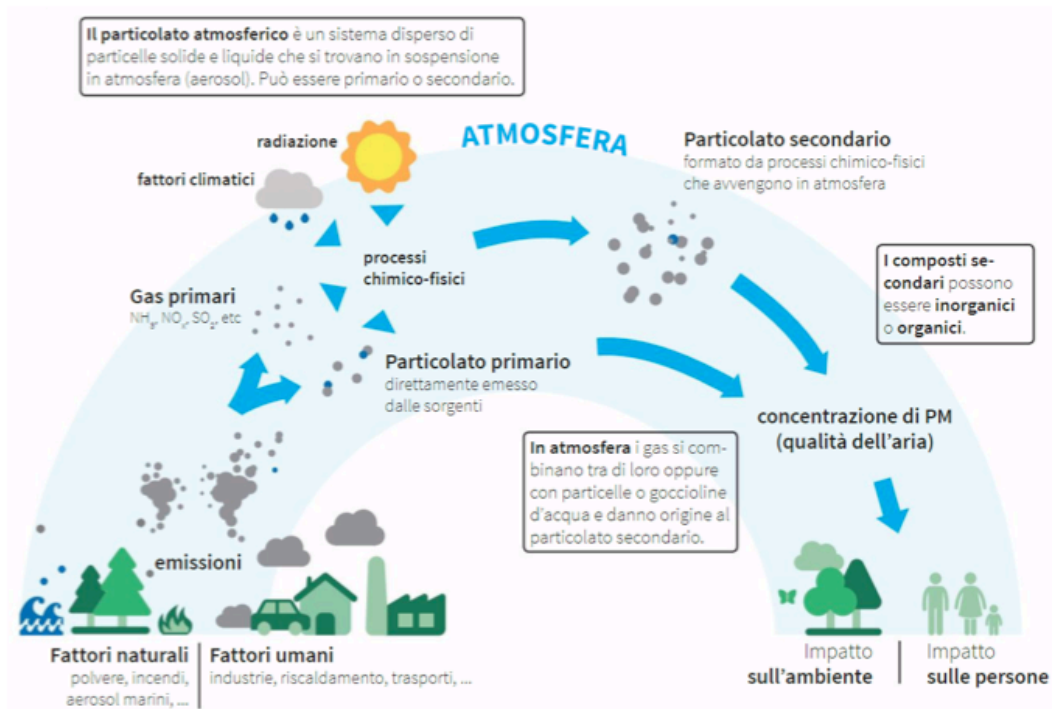 Il particolato atmosferico è un sistema disperso di
particelle solide e liquide che si trovano in sospensione
in atmosfera (aerosol). Può essere primario o secondario.
ATMOSFERA
radiazione
fattori climatici
Particolato secondario
formato da processi chimico-fisici
che avvengono in atmosfera
processi
chimico-fisici
I composti se-
condari possono
essere inorganici
o organici.
Gas primari
NH₃, NOₓ, SO₂, etc
Particolato primario
direttamente emesso
dalle sorgenti
concentrazione di PM
(qualità dell'aria)
In atmosfera i gas si com-
binano tra di loro oppure
con particelle o goccioline
d'acqua e danno origine al
particolato secondario.
emissioni
Fattori naturali
polvere, incendi,
aerosol marini, ...
Fattori umani
industrie, riscaldamento, trasporti, ...
Impatto
sull'ambiente
Impatto
sulle persone